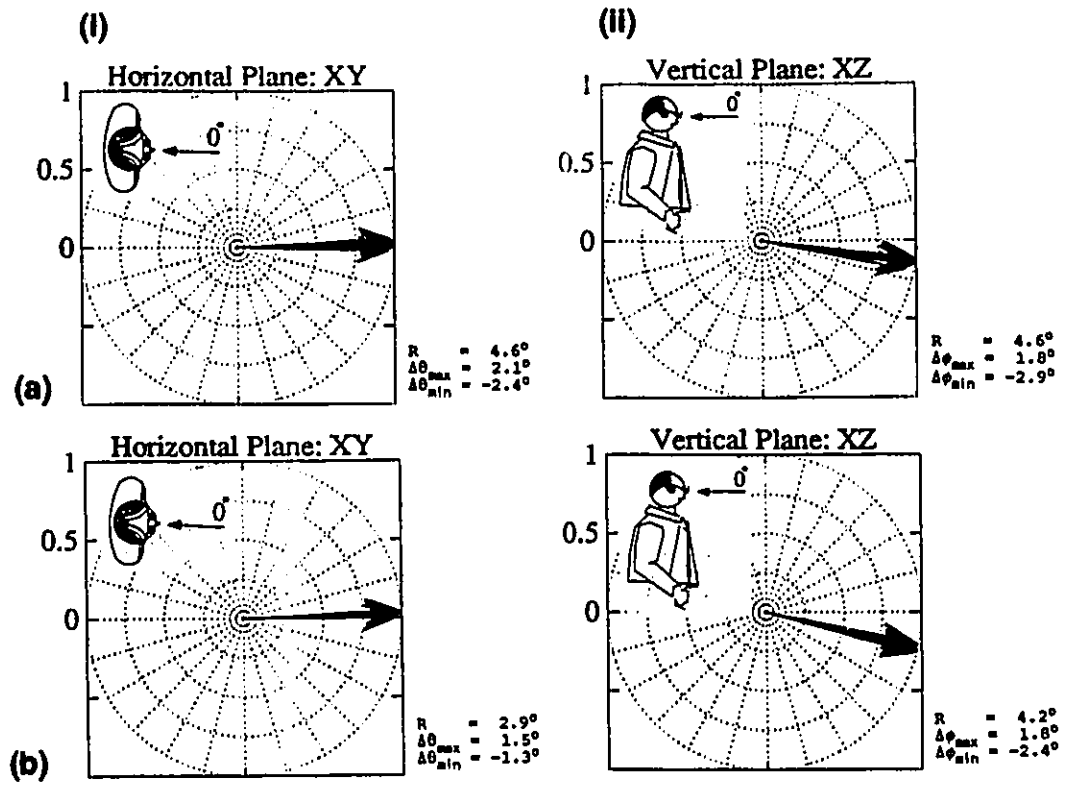 (i) (ii)
Horizontal Plane: XY
1
0.5
0
0°
R = 4.6°
Δθmax = 2.1°
Δθmin = -2.4°
Vertical Plane: XZ
1
0.5
0
0°
R = 4.6°
Δϕmax = 1.8°
Δϕmin = -2.9°
(a)
Horizontal Plane: XY
1
0.5
0
0°
R = 2.9°
Δθmax = 1.5°
Δθmin = -1.3°
Vertical Plane: XZ
1
0.5
0
0°
R = 4.2°
Δϕmax = 1.8°
Δϕmin = -2.4°
(b)